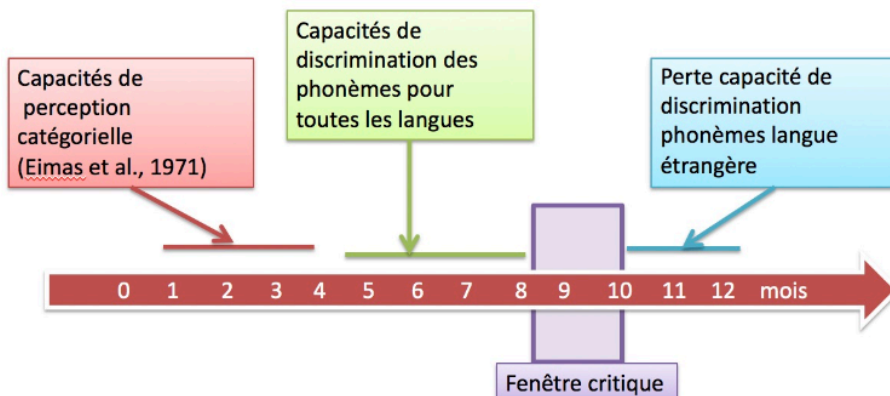 Capacités de
perception
catégorielle
(Eimas et al., 1971)
Capacités de
discrimination des
phonèmes pour
toutes les langues
Perte capacité de
discrimination
phonèmes langue
étrangère
0 1 2 3 4 5 6 7 8 9 10 11 12 mois
Fenêtre critique